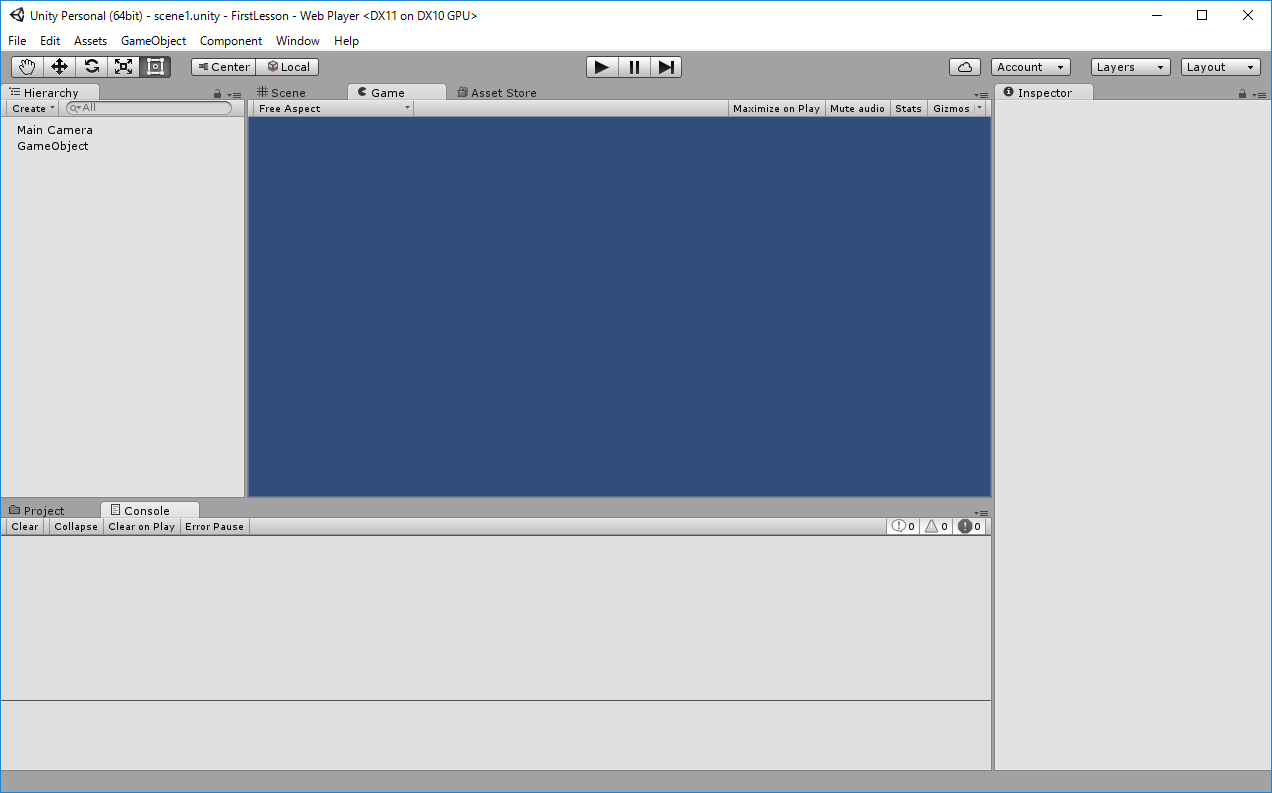 Unity Personal (64bit) - scene1.unity - FirstLesson - Web Player <DX11 on DX10 GPU>
File Edit Assets GameObject Component Window Help
Center Local Account Layers Layout
Hierarchy Scene Game Asset Store Inspector
Create All Free Aspect Maximize on Play Mute audio Stats Gizmos
Main Camera
GameObject
Project Console
Clear Collapse Clear on Play Error Pause 0 0 0